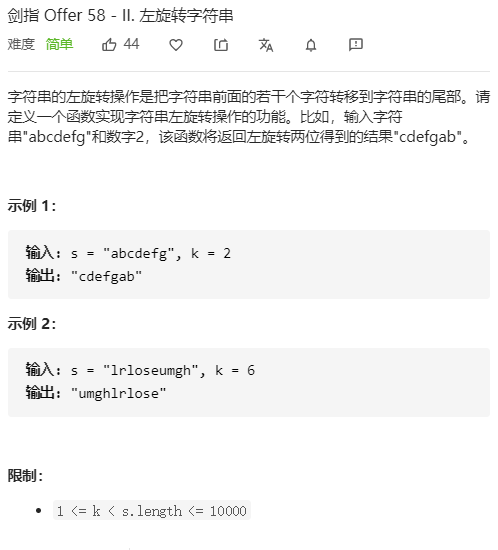 剑指 Offer 58 - II. 左旋转字符串
难度 简单 44
字符串的左旋转操作是把字符串前面的若干个字符转移到字符串的尾部。请
定义一个函数实现字符串左旋转操作的功能。比如，输入字符
串"abcdefg"和数字2，该函数将返回左旋转两位得到的结果"cdefgab"。
示例 1：
输入: s = "abcdefg", k = 2
输出: "cdefgab"
示例 2：
输入: s = "lrloseumgh", k = 6
输出: "umghlrlose"
限制：
• 1 <= k < s.length <= 10000